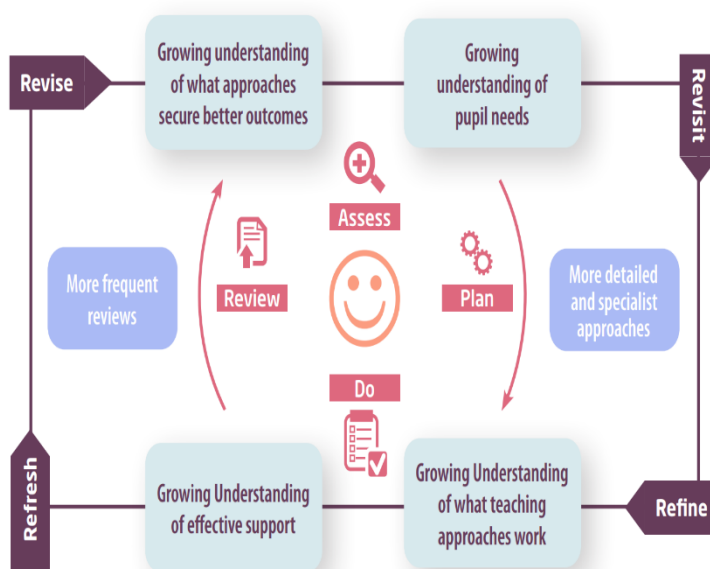 Revise
Growing understanding
of what approaches
secure better outcomes
Growing
understanding of
pupil needs
Revisit
Assess
More frequent
reviews
Review
Plan
More detailed
and specialist
approaches
Do
Refresh
Growing Understanding
of effective support
Growing Understanding
of what teaching
approaches work
Refine